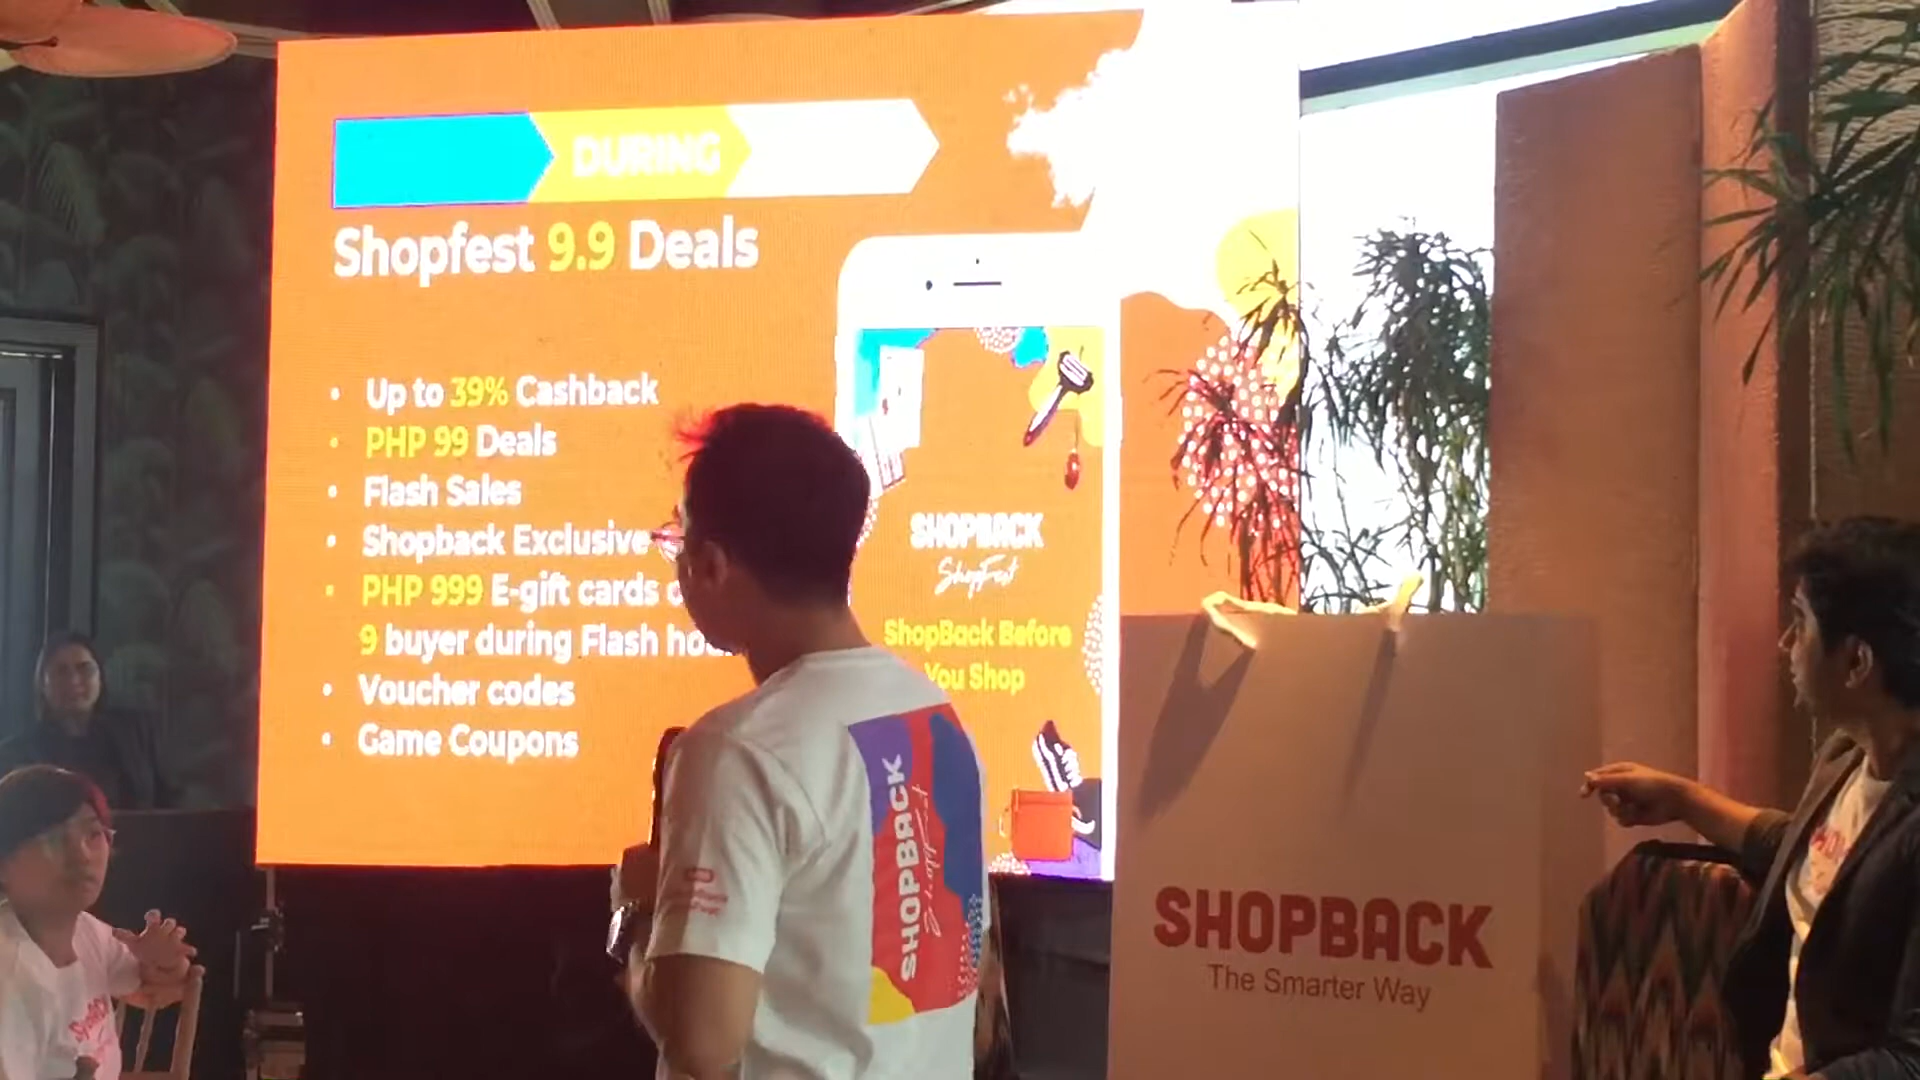 DURING
Shopfest 9.9 Deals
Up to 39% Cashback
PHP 99 Deals
Flash Sales
Shopback Exclusive
PHP 999 E-gift cards
9 buyer during Flash
Voucher codes
Game Coupons
SHOPBACK
ShopFest
ShopBack Before
You Shop
SHOPBACK
ShopFest
SHOPBACK
The Smarter Way